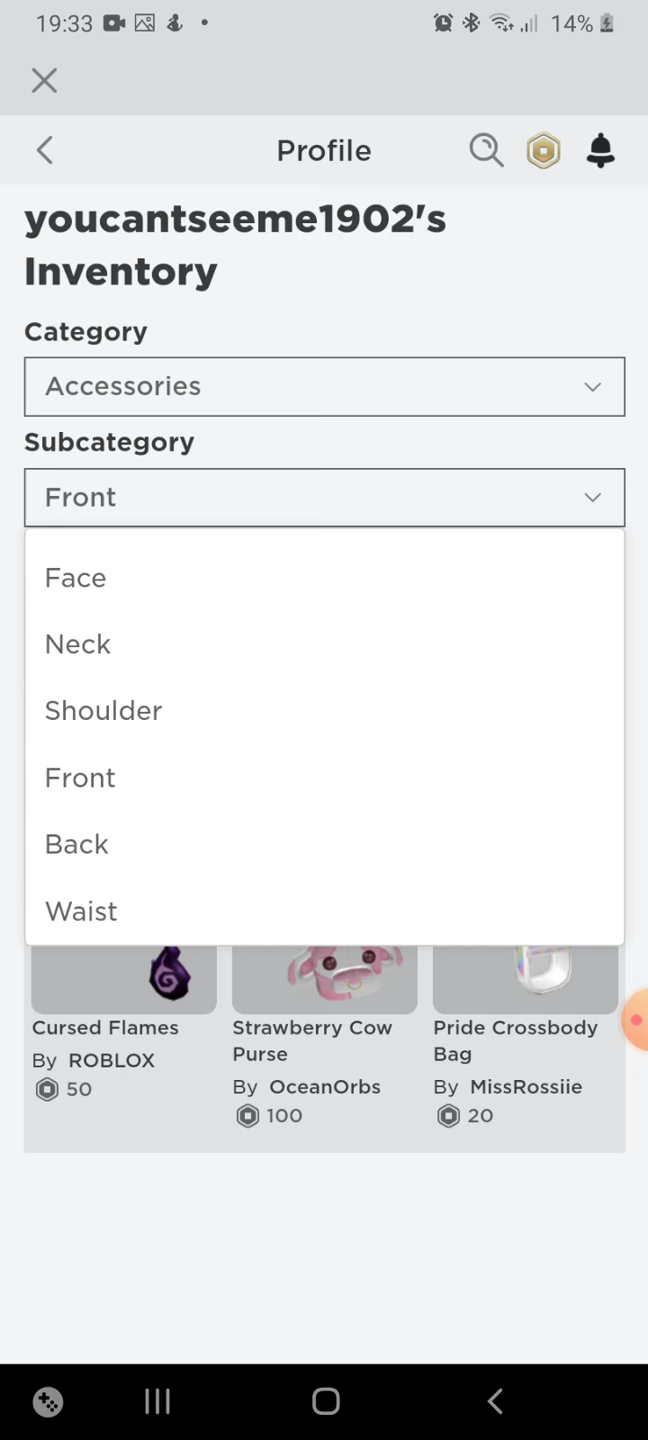 19:33
14%
Profile
youcantseeme1902's
Inventory
Category
Accessories
Subcategory
Front
Face
Neck
Shoulder
Front
Back
Waist
Cursed Flames
By ROBLOX
50
Strawberry Cow
Purse
By OceanOrbs
100
Pride Crossbody
Bag
By MissRossiie
20